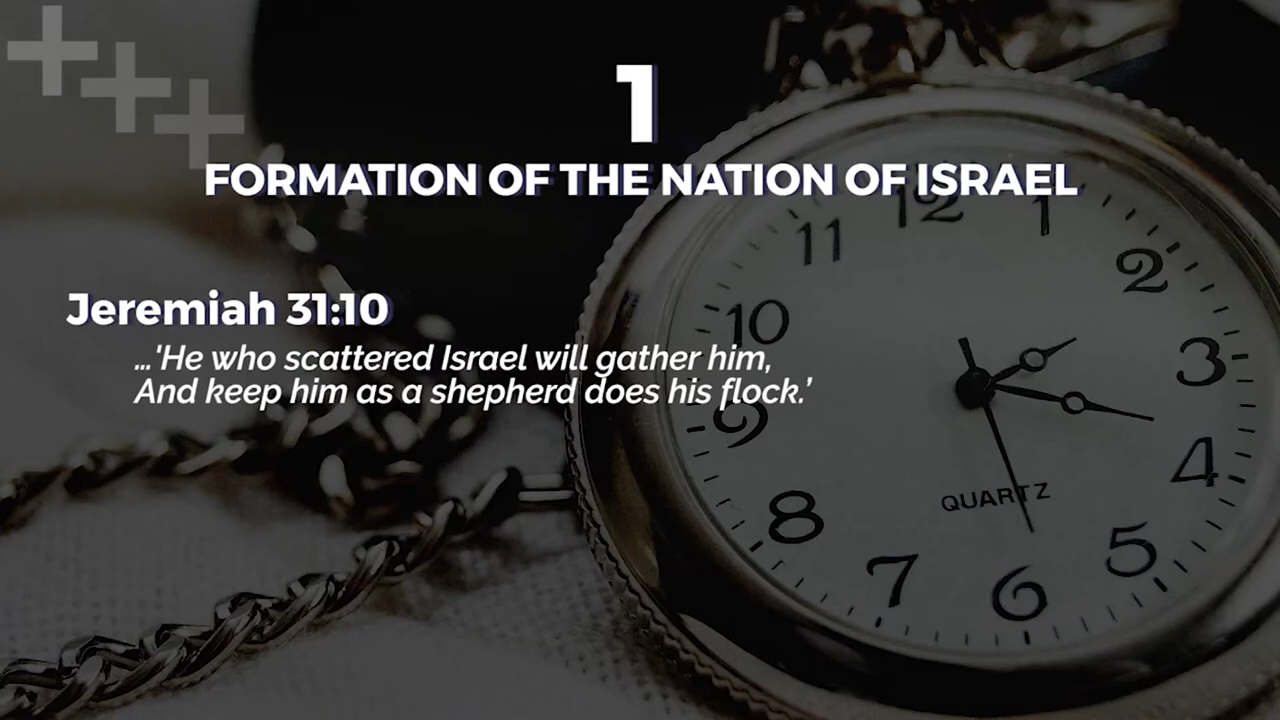 1
FORMATION OF THE NATION OF ISRAEL
Jeremiah 31:10
...'He who scattered Israel will gather him,
And keep him as a shepherd does his flock.'
12
1
2
3
4
5
6
7
8
9
10
11
QUARTZ